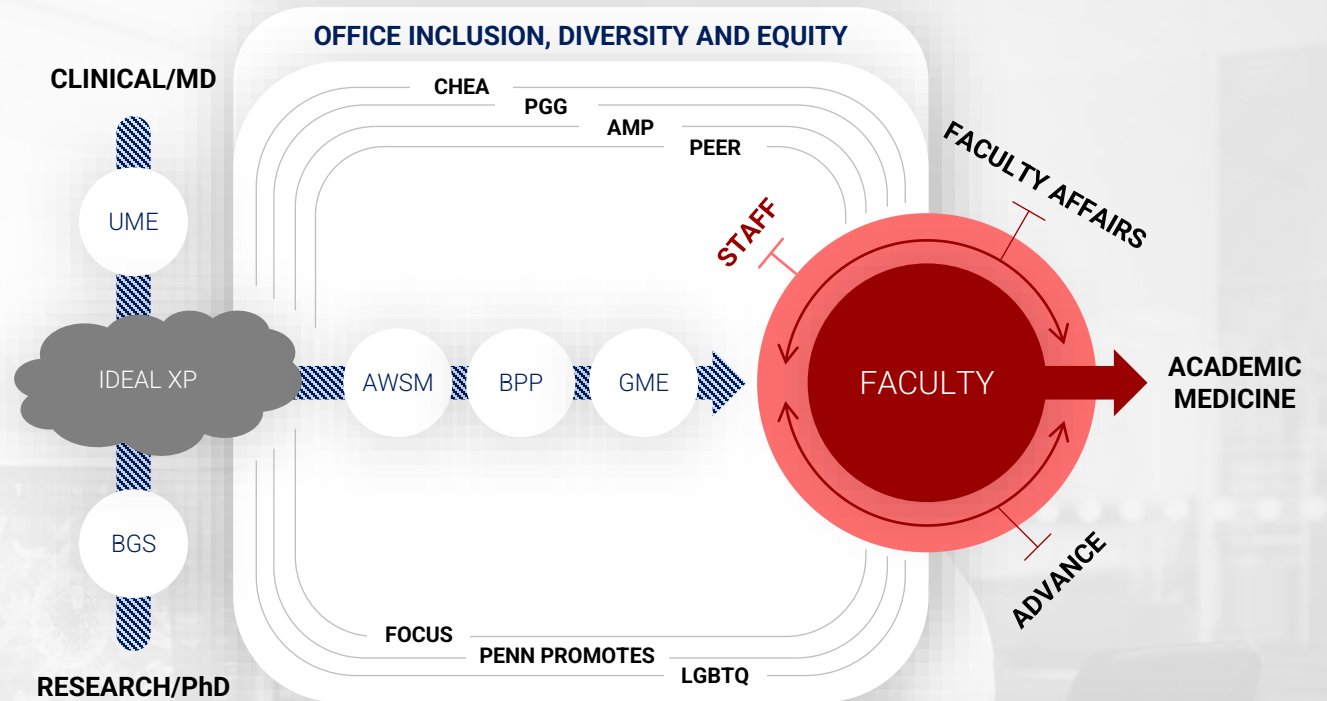 OFFICE INCLUSION, DIVERSITY AND EQUITY
CLINICAL/MD
CHEA
PGG
AMP
PEER
FACULTY AFFAIRS
STAFF
UME
IDEAL XP
AWSM
BPP
GME
FACULTY
ACADEMIC
MEDICINE
BGS
ADVANCE
FOCUS
PENN PROMOTES
LGBTQ
RESEARCH/PhD